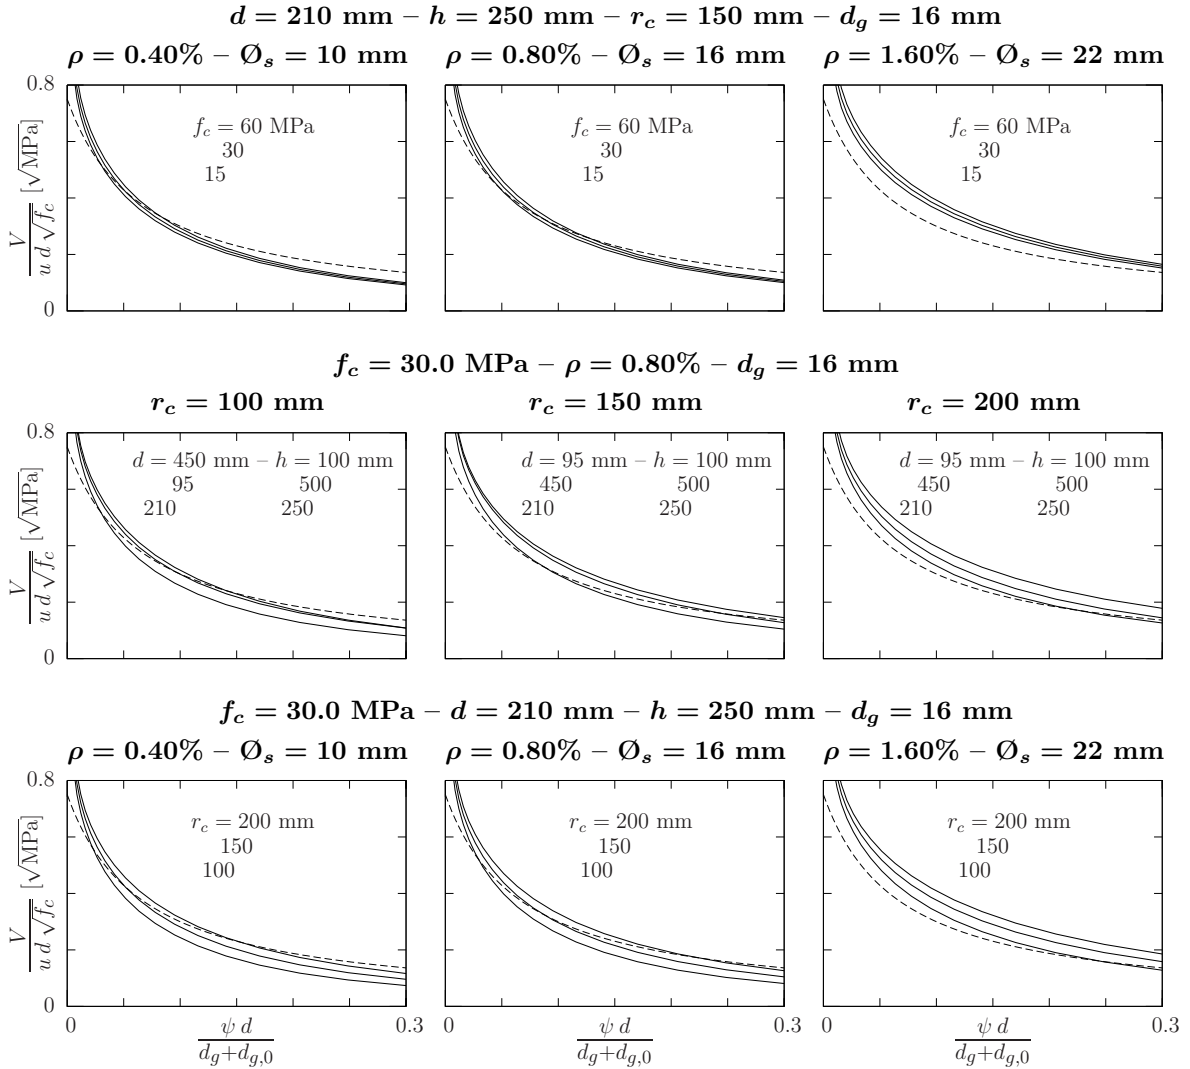 d = 210 mm – h = 250 mm – r_c = 150 mm – d_g = 16 mm
ρ = 0.40% – Ø_s = 10 mm
ρ = 0.80% – Ø_s = 16 mm
ρ = 1.60% – Ø_s = 22 mm
0.8
V / u d √f_c [√MPa]
0
f_c = 60 MPa
30
15
f_c = 60 MPa
30
15
f_c = 60 MPa
30
15
f_c = 30.0 MPa – ρ = 0.80% – d_g = 16 mm
r_c = 100 mm
r_c = 150 mm
r_c = 200 mm
0.8
V / u d √f_c [√MPa]
0
d = 450 mm – h = 100 mm
95 500
210 250
d = 95 mm – h = 100 mm
450 500
210 250
d = 95 mm – h = 100 mm
450 500
210 250
f_c = 30.0 MPa – d = 210 mm – h = 250 mm – d_g = 16 mm
ρ = 0.40% – Ø_s = 10 mm
ρ = 0.80% – Ø_s = 16 mm
ρ = 1.60% – Ø_s = 22 mm
0.8
V / u d √f_c [√MPa]
0
r_c = 200 mm
150
100
r_c = 200 mm
150
100
r_c = 200 mm
150
100
0 ψ d / d_g+d_g,0 0.3
0 ψ d / d_g+d_g,0 0.3
0 ψ d / d_g+d_g,0 0.3